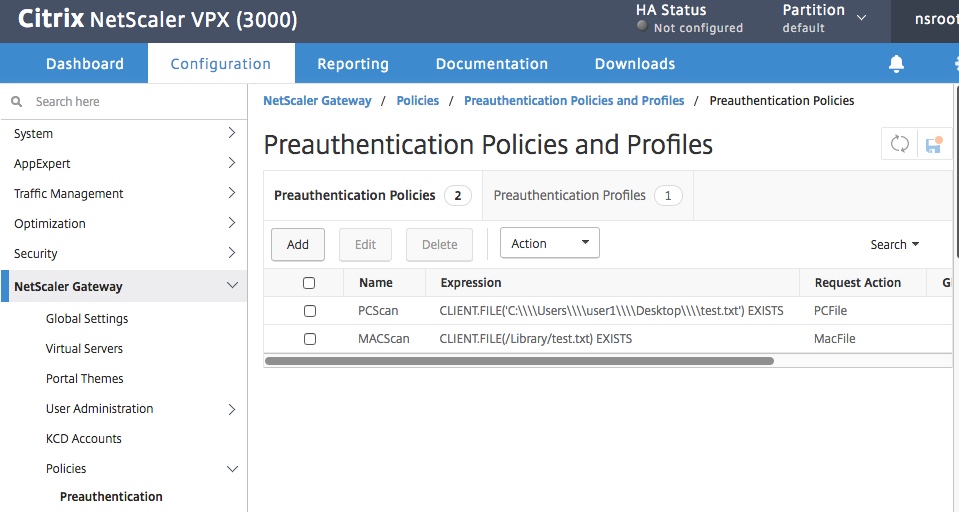 Citrix NetScaler VPX (3000)
HA Status
Not configured
Partition
default
nsroot
Dashboard Configuration Reporting Documentation Downloads
Search here
System
AppExpert
Traffic Management
Optimization
Security
NetScaler Gateway
Global Settings
Virtual Servers
Portal Themes
User Administration
KCD Accounts
Policies
Preauthentication
NetScaler Gateway / Policies / Preauthentication Policies and Profiles / Preauthentication Policies
Preauthentication Policies and Profiles
Preauthentication Policies 2 Preauthentication Profiles 1
Add Edit Delete Action Search
Name Expression Request Action G
PCScan CLIENT.FILE('C:\\\\Users\\\\user1\\\\Desktop\\\\test.txt') EXISTS PCFile
MACScan CLIENT.FILE(/Library/test.txt) EXISTS MacFile